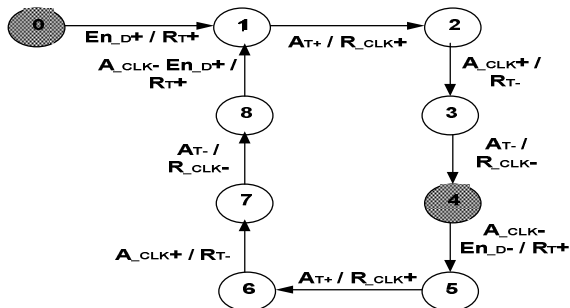 0
1
2
En_D+ / RT+
AT+ / R_CLK+
A_CLK- En_D+ /
RT+
A_CLK+ /
RT-
8
3
AT- /
R_CLK-
AT- /
R_CLK-
7
4
A_CLK+ / RT-
A_CLK-
En_D- / RT+
6
AT+ / R_CLK+
5